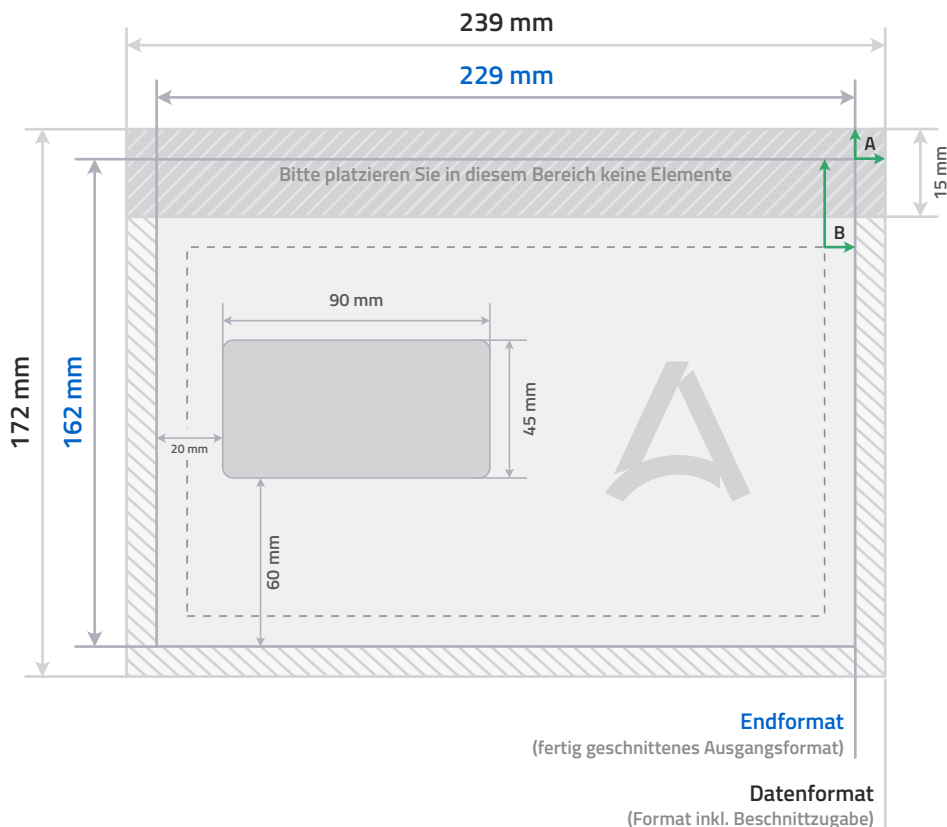 239 mm
229 mm
A
Bitte platzieren Sie in diesem Bereich keine Elemente
15 mm
B
90 mm
172 mm
162 mm
45 mm
20 mm
60 mm
Endformat
(fertig geschnittenes Ausgangsformat)
Datenformat
(Format inkl. Beschnittzugabe)